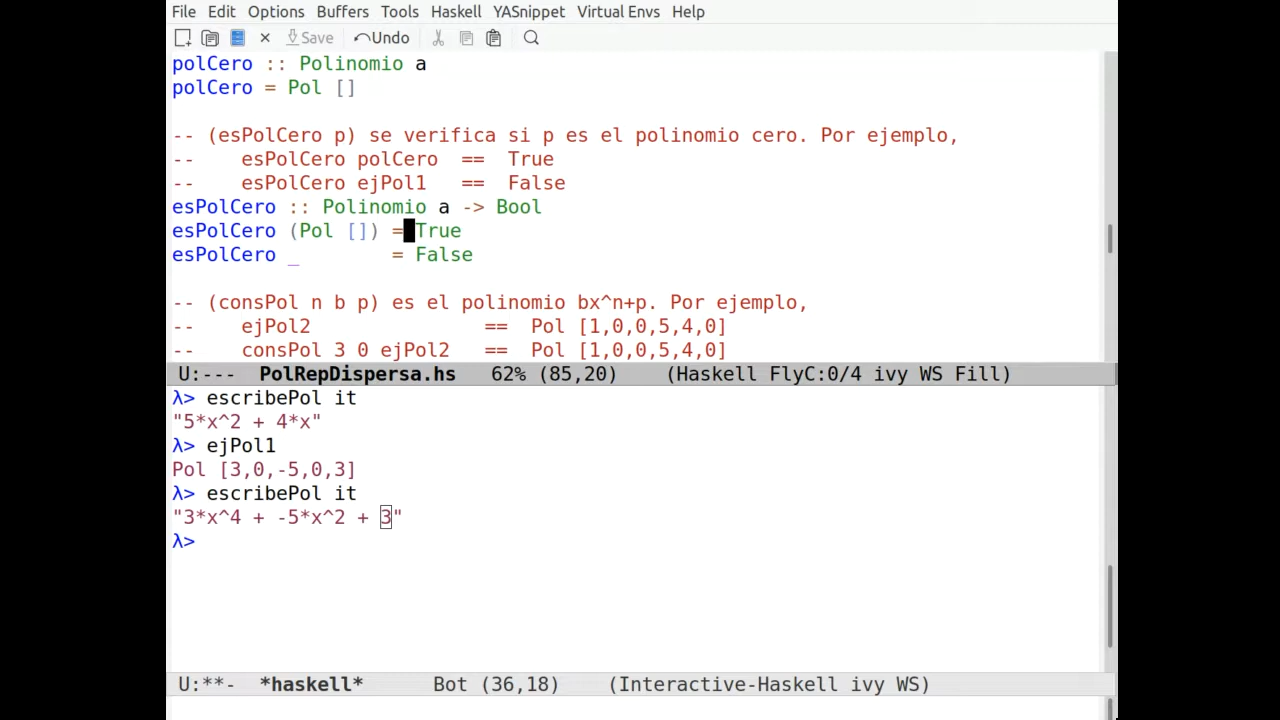 File Edit Options Buffers Tools Haskell YASnippet Virtual Envs Help
Save Undo
polCero :: Polinomio a
polCero = Pol []
-- (esPolCero p) se verifica si p es el polinomio cero. Por ejemplo,
--    esPolCero polCero  ==  True
--    esPolCero ejPol1   ==  False
esPolCero :: Polinomio a -> Bool
esPolCero (Pol []) = True
esPolCero _        = False
-- (consPol n b p) es el polinomio bx^n+p. Por ejemplo,
--    ejPol2               ==  Pol [1,0,0,5,4,0]
--    consPol 3 0 ejPol2   ==  Pol [1,0,0,5,4,0]
U:---  PolRepDispersa.hs   62% (85,20)    (Haskell FlyC:0/4 ivy WS Fill)
λ> escribePol it
"5*x^2 + 4*x"
λ> ejPol1
Pol [3,0,-5,0,3]
λ> escribePol it
"3*x^4 + -5*x^2 + 3"
λ>
U:**-  *haskell*      Bot (36,18)    (Interactive-Haskell ivy WS)